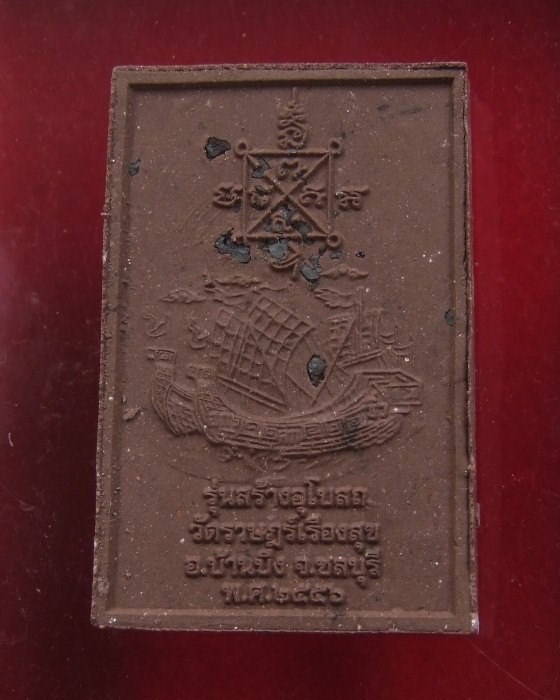 รุ่นสร้างอุโบสถ
วัดราษฎร์เรืองสุข
อ.บ้านบึง จ.ชลบุรี
พ.ศ.๒๕๕๖